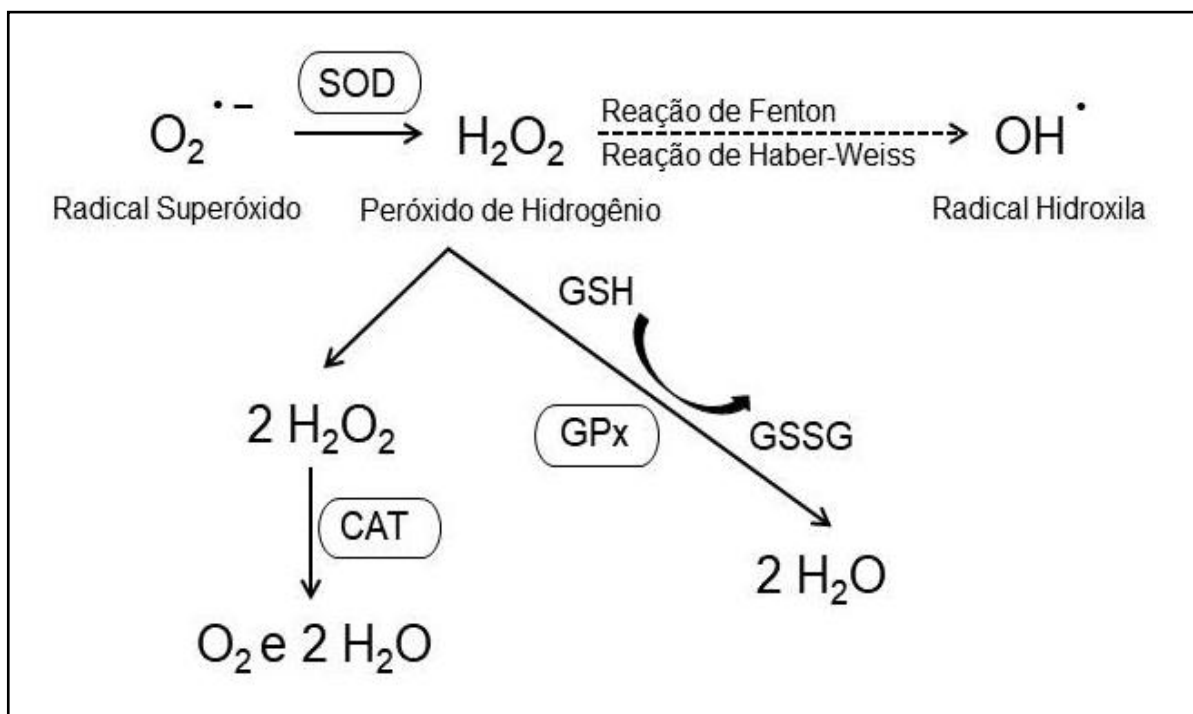 SOD
O₂•– H₂O₂ OH•
Reação de Fenton
Reação de Haber-Weiss
Radical Superóxido Peróxido de Hidrogênio Radical Hidroxila
GSH
2 H₂O₂
GPx
GSSG
CAT
2 H₂O
O₂ e 2 H₂O